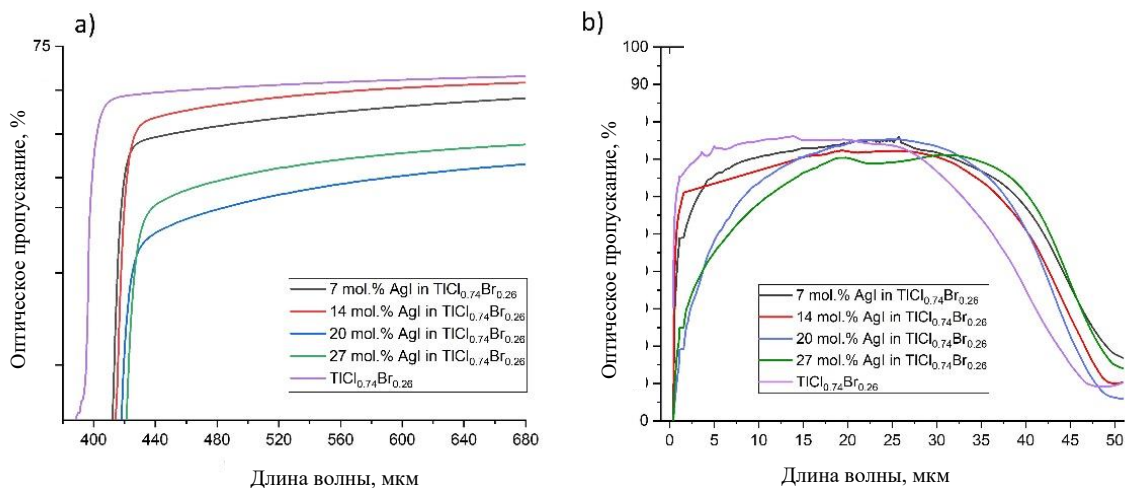 a)
75
Оптическое пропускание, %
7 mol.% AgI in TlCl0.74Br0.26
14 mol.% AgI in TlCl0.74Br0.26
20 mol.% AgI in TlCl0.74Br0.26
27 mol.% AgI in TlCl0.74Br0.26
TlCl0.74Br0.26
400 440 480 520 560 600 640 680
Длина волны, мкм
b)
100
90
80
Оптическое пропускание, %
7 mol.% AgI in TlCl0.74Br0.26
14 mol.% AgI in TlCl0.74Br0.26
20 mol.% AgI in TlCl0.74Br0.26
27 mol.% AgI in TlCl0.74Br0.26
TlCl0.74Br0.26
0
0 5 10 15 20 25 30 35 40 45 50
Длина волны, мкм